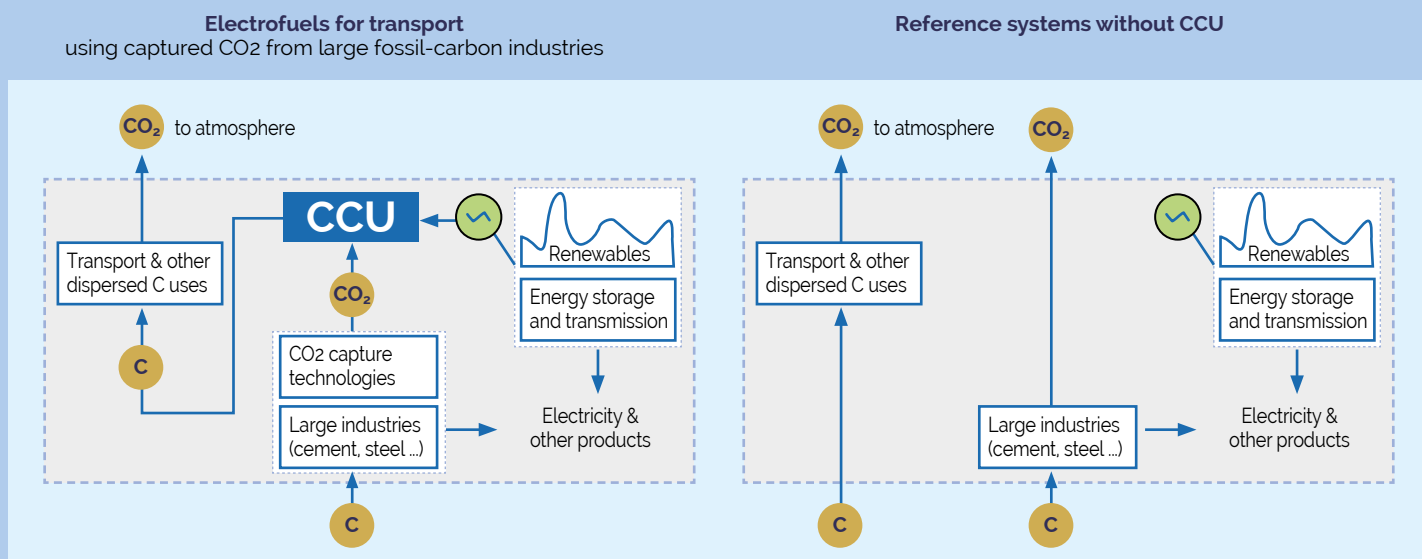 Electrofuels for transport
using captured CO2 from large fossil-carbon industries
CO₂ to atmosphere
CCU
Renewables
Transport & other
dispersed C uses
CO₂
Energy storage
and transmission
C
CO2 capture
technologies
Large industries
(cement, steel ...)
Electricity &
other products
C
Reference systems without CCU
CO₂ to atmosphere
CO₂
Renewables
Transport & other
dispersed C uses
Energy storage
and transmission
Large industries
(cement, steel ...)
Electricity &
other products
C
C